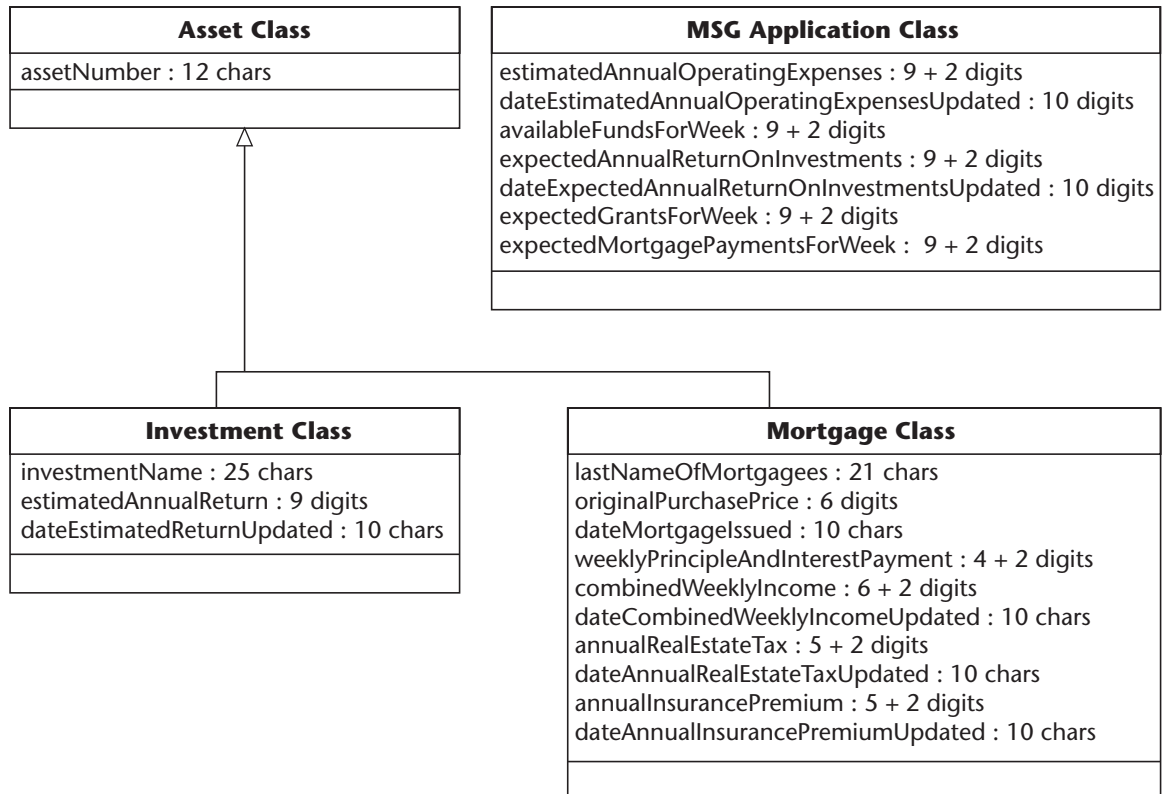 Asset Class
assetNumber : 12 chars
MSG Application Class
estimatedAnnualOperatingExpenses : 9 + 2 digits
dateEstimatedAnnualOperatingExpensesUpdated : 10 digits
availableFundsForWeek : 9 + 2 digits
expectedAnnualReturnOnInvestments : 9 + 2 digits
dateExpectedAnnualReturnOnInvestmentsUpdated : 10 digits
expectedGrantsForWeek : 9 + 2 digits
expectedMortgagePaymentsForWeek : 9 + 2 digits
Investment Class
investmentName : 25 chars
estimatedAnnualReturn : 9 digits
dateEstimatedReturnUpdated : 10 chars
Mortgage Class
lastNameOfMortgagees : 21 chars
originalPurchasePrice : 6 digits
dateMortgageIssued : 10 chars
weeklyPrincipleAndInterestPayment : 4 + 2 digits
combinedWeeklyIncome : 6 + 2 digits
dateCombinedWeeklyIncomeUpdated : 10 chars
annualRealEstateTax : 5 + 2 digits
dateAnnualRealEstateTaxUpdated : 10 chars
annualInsurancePremium : 5 + 2 digits
dateAnnualInsurancePremiumUpdated : 10 chars